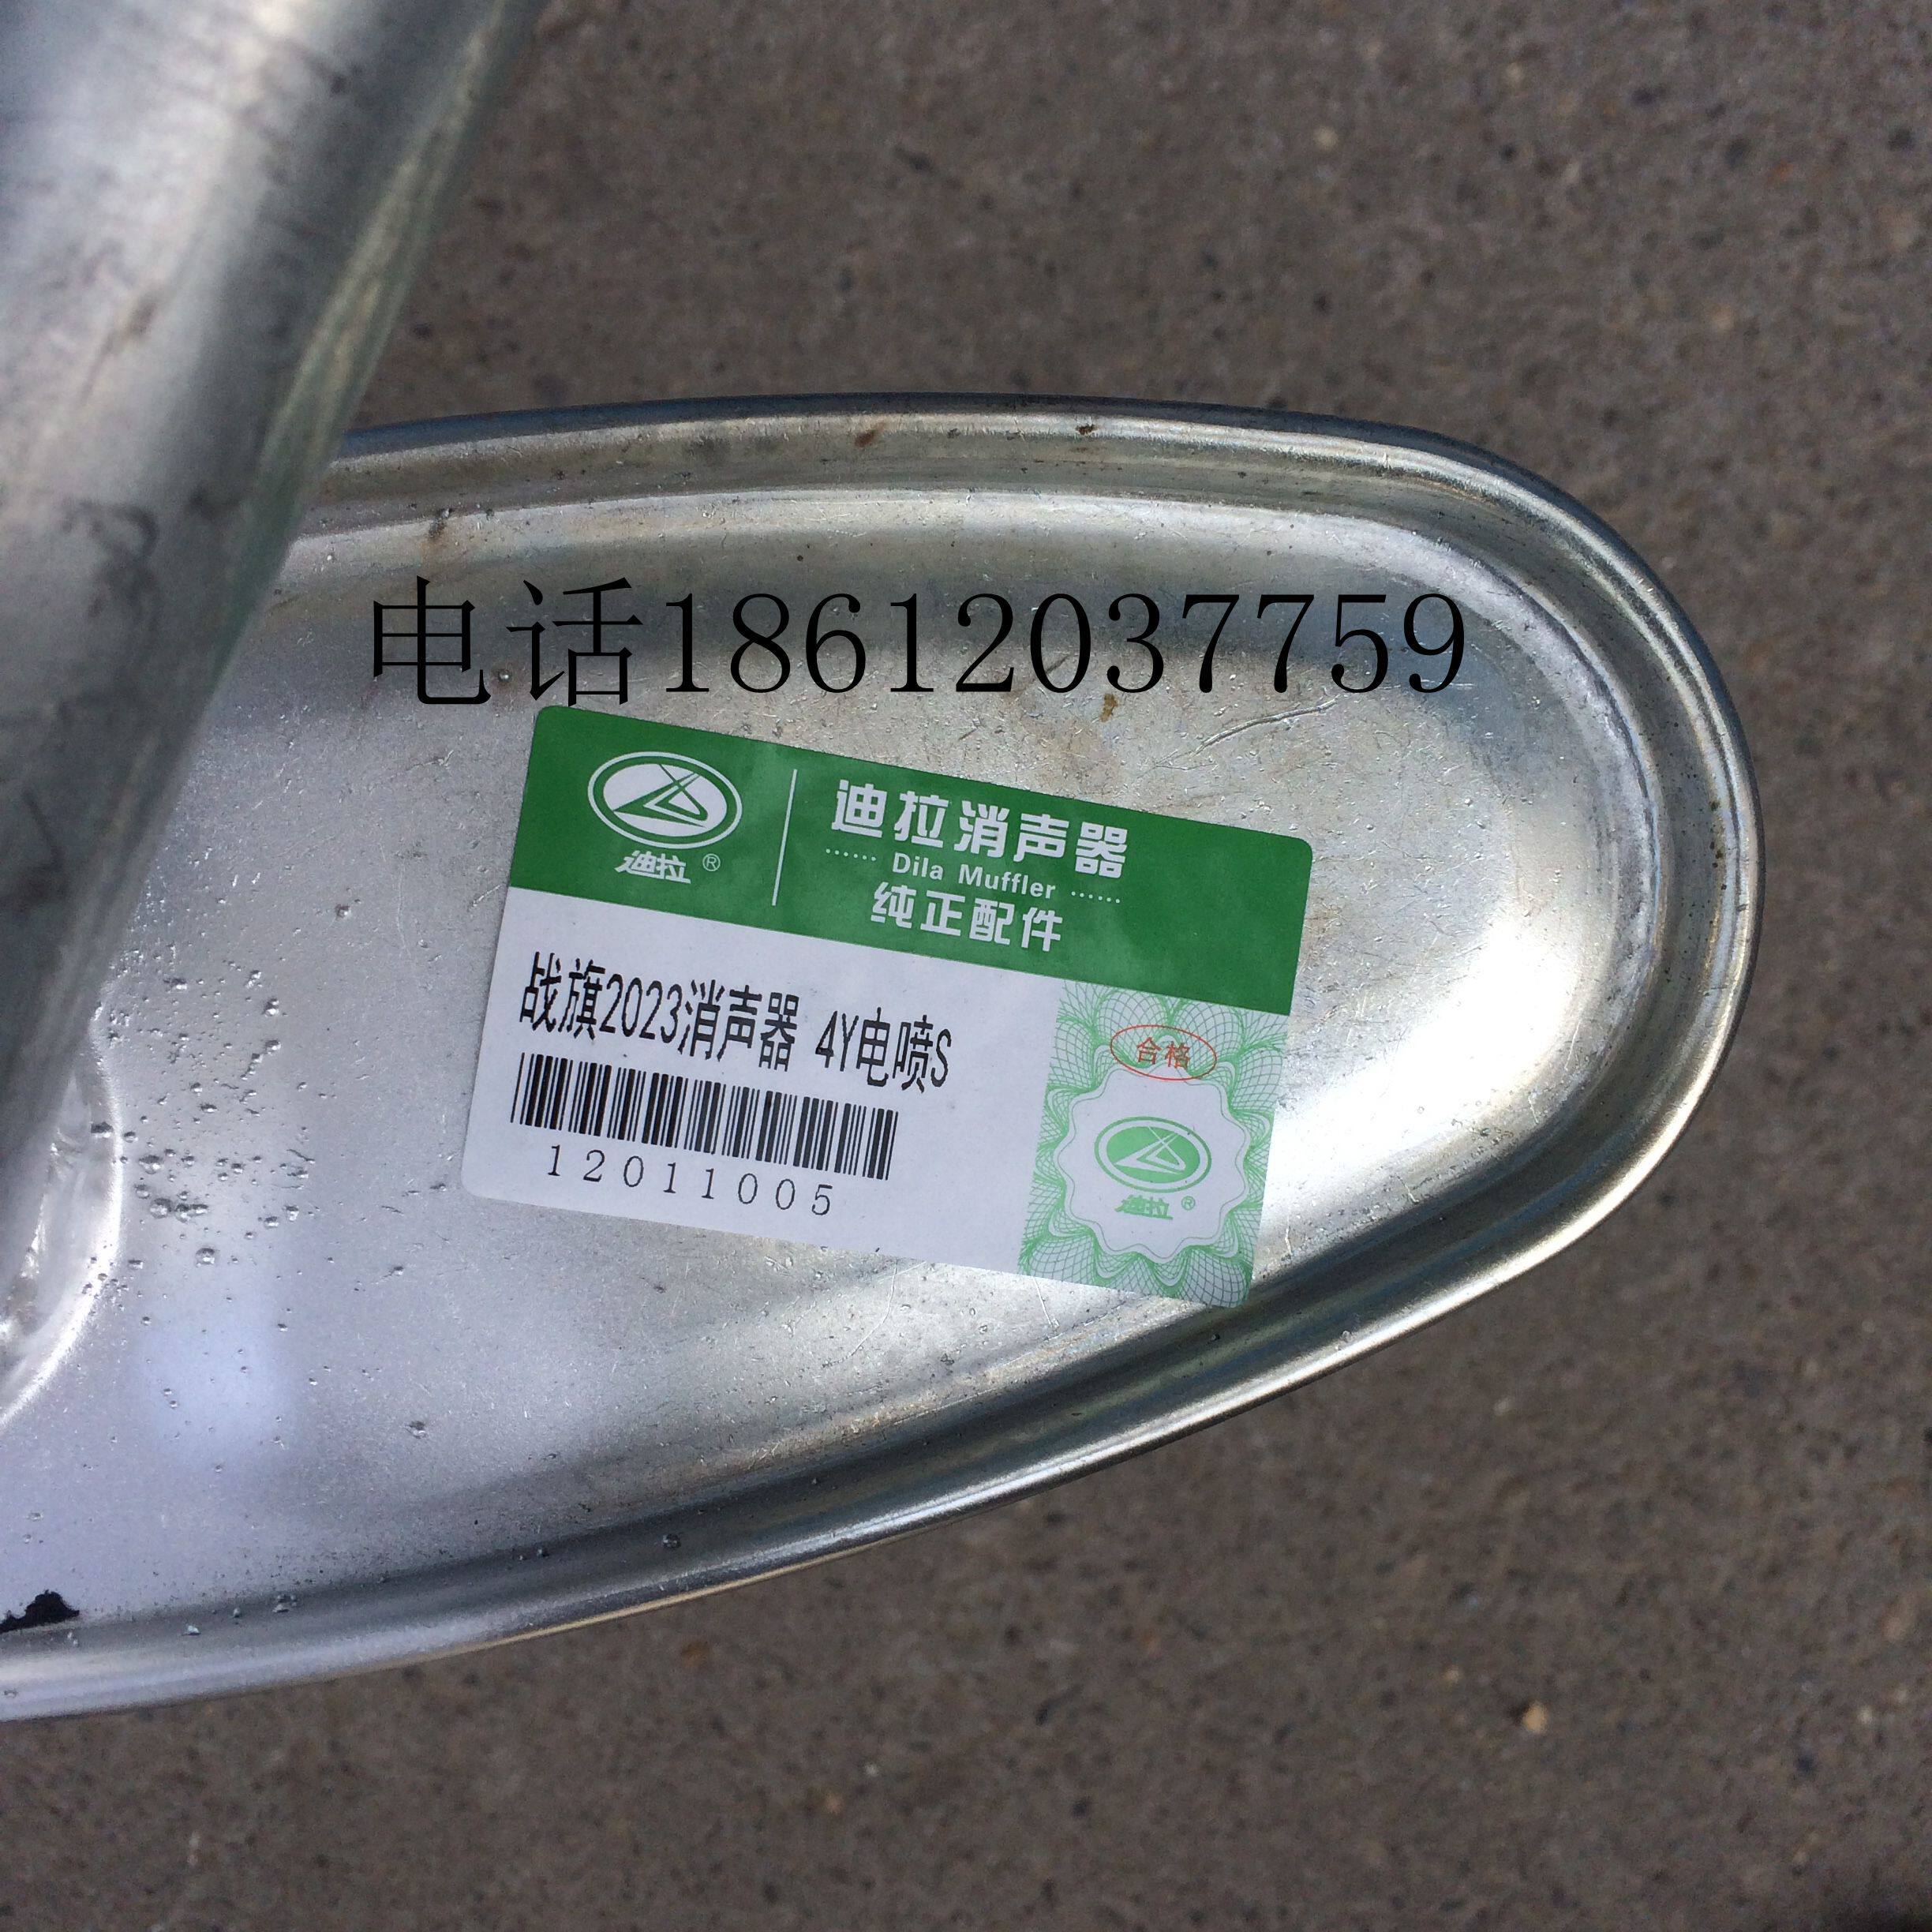 电话18612037759
迪拉®
迪拉消声器
······ Dila Muffler ······
纯正配件
战旗2023消声器 4Y电喷S
12011005
合格
迪拉®